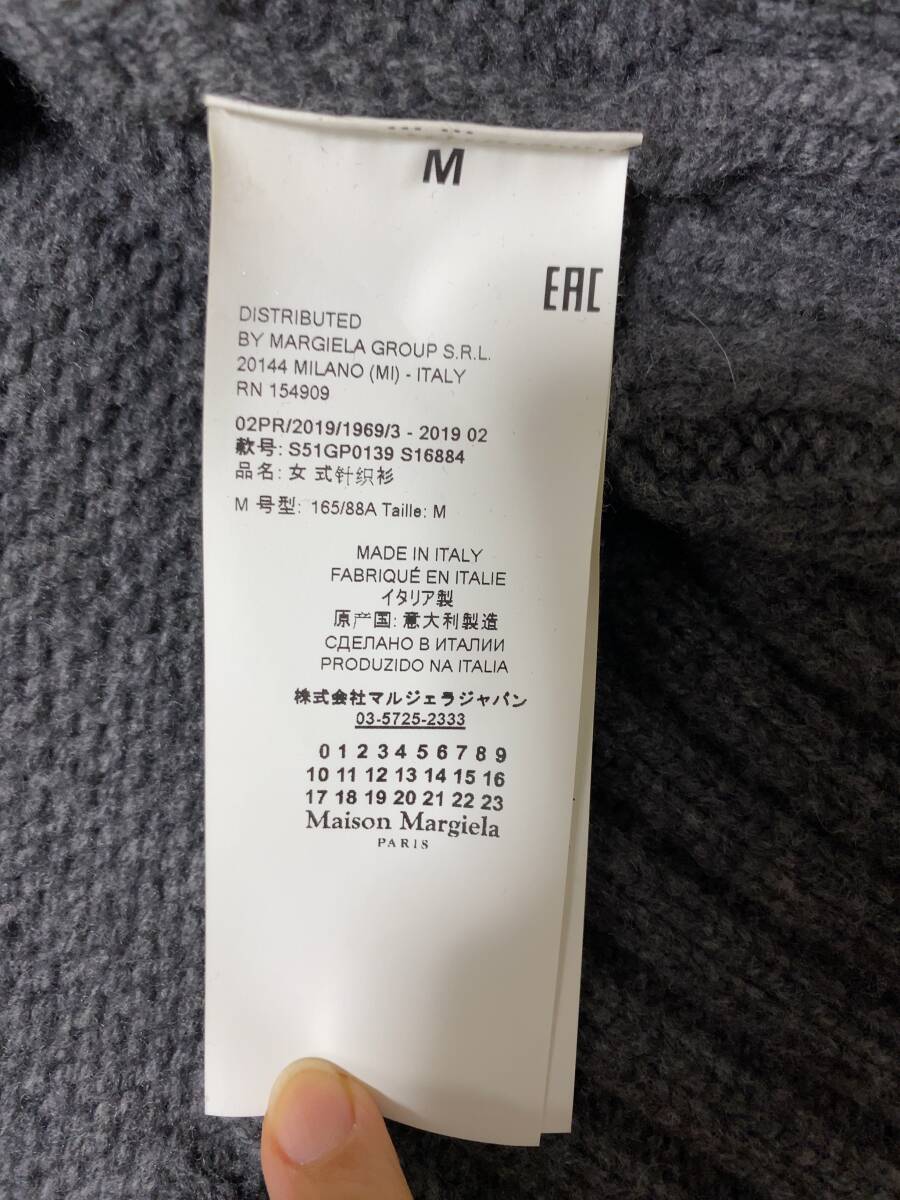 M
EAC
DISTRIBUTED
BY MARGIELA GROUP S.R.L.
20144 MILANO (MI) - ITALY
RN 154909
02PR/2019/1969/3 - 2019 02
款号: S51GP0139 S16884
品名: 女 式针织衫
M 号型: 165/88A Taille: M
MADE IN ITALY
FABRIQUÉ EN ITALIE
イタリア製
原产国: 意大利製造
СДЕЛАНО В ИТАЛИИ
PRODUZIDO NA ITALIA
株式会社マルジェラジャパン
03-5725-2333
0 1 2 3 4 5 6 7 8 9
10 11 12 13 14 15 16
17 18 19 20 21 22 23
Maison Margiela
PARIS